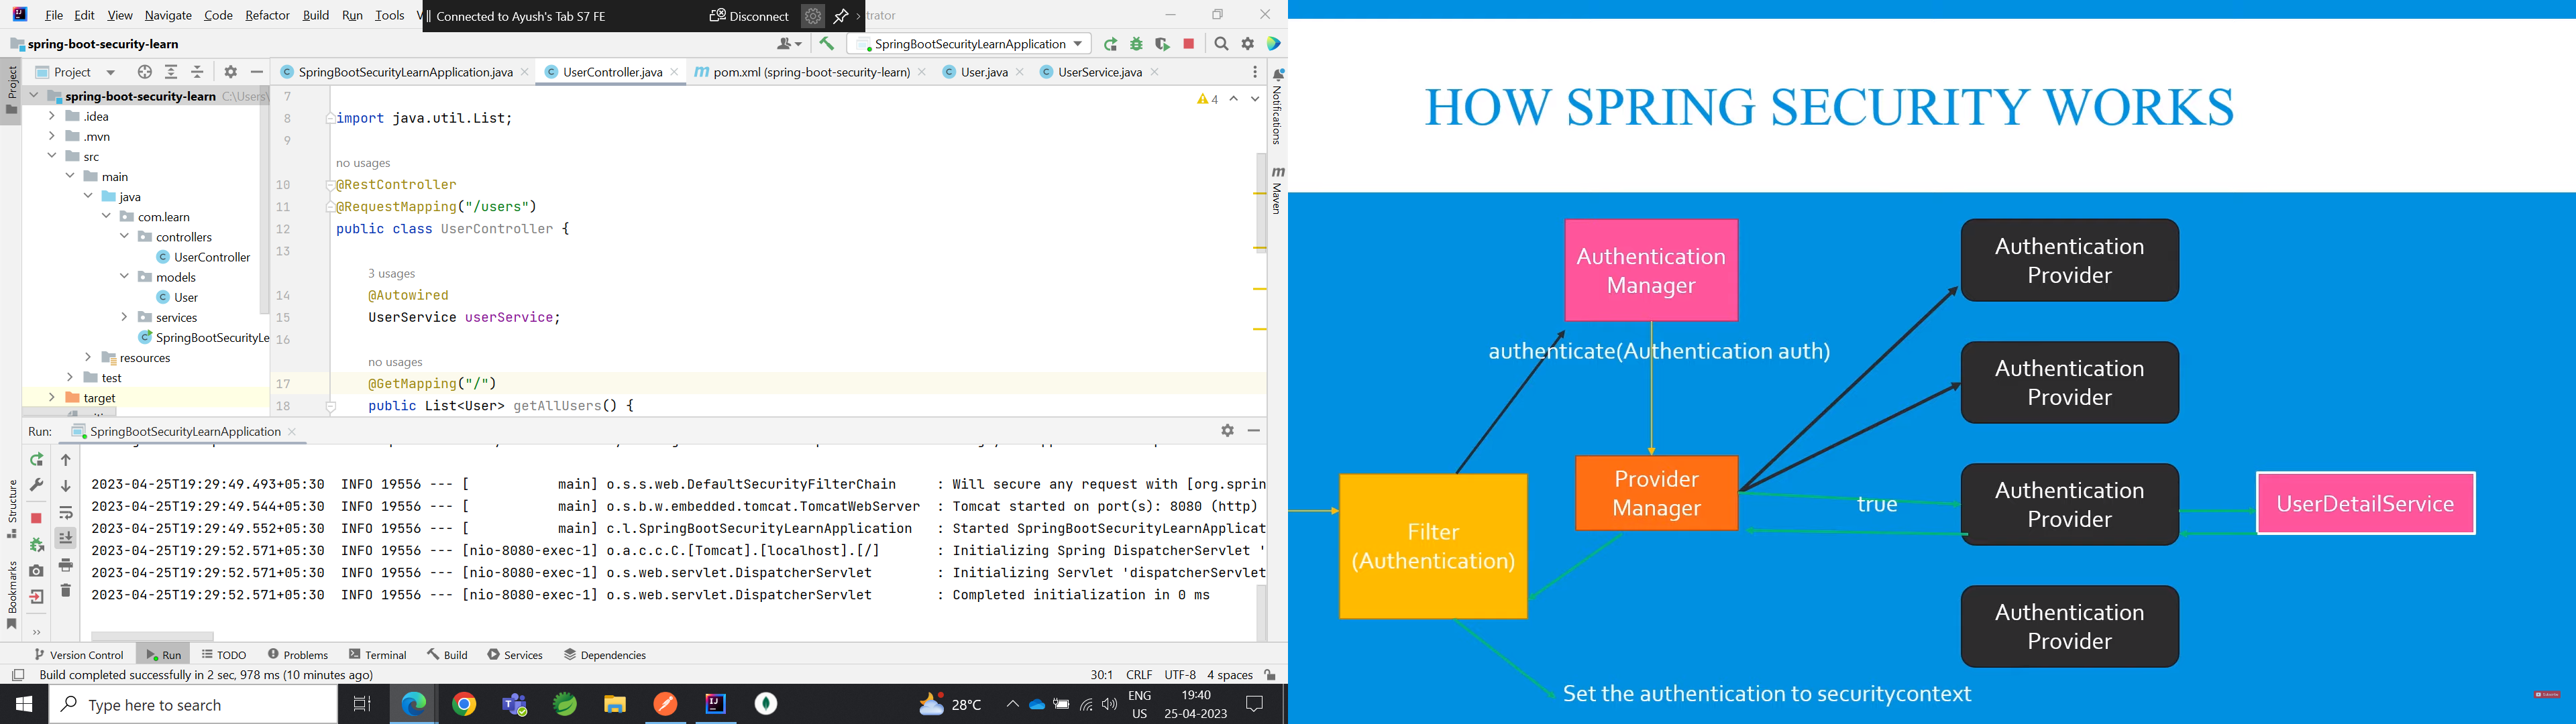 File Edit View Navigate Code Refactor Build Run Tools V
Connected to Ayush's Tab S7 FE
Disconnect
trator
spring-boot-security-learn
SpringBootSecurityLearnApplication
Project
SpringBootSecurityLearnApplication.java
UserController.java
pom.xml (spring-boot-security-learn)
User.java
UserService.java
Project
Notifications
Maven
Structure
Bookmarks
spring-boot-security-learn C:\Users\
.idea
.mvn
src
main
java
com.learn
controllers
UserController
models
User
services
SpringBootSecurityLe
resources
test
target
4
7
8 import java.util.List;
9
no usages
10 @RestController
11 @RequestMapping("/users")
12 public class UserController {
13
3 usages
14 @Autowired
15 UserService userService;
16
no usages
17 @GetMapping("/")
18 public List<User> getAllUsers() {
Run: SpringBootSecurityLearnApplication
2023-04-25T19:29:49.493+05:30 INFO 19556 --- [ main] o.s.s.web.DefaultSecurityFilterChain : Will secure any request with [org.sprin
2023-04-25T19:29:49.544+05:30 INFO 19556 --- [ main] o.s.b.w.embedded.tomcat.TomcatWebServer : Tomcat started on port(s): 8080 (http)
2023-04-25T19:29:49.552+05:30 INFO 19556 --- [ main] c.l.SpringBootSecurityLearnApplication : Started SpringBootSecurityLearnApplicat
2023-04-25T19:29:52.571+05:30 INFO 19556 --- [nio-8080-exec-1] o.a.c.c.C.[Tomcat].[localhost].[/] : Initializing Spring DispatcherServlet '
2023-04-25T19:29:52.571+05:30 INFO 19556 --- [nio-8080-exec-1] o.s.web.servlet.DispatcherServlet : Initializing Servlet 'dispatcherServlet
2023-04-25T19:29:52.571+05:30 INFO 19556 --- [nio-8080-exec-1] o.s.web.servlet.DispatcherServlet : Completed initialization in 0 ms
Version Control Run TODO Problems Terminal Build Services Dependencies
Build completed successfully in 2 sec, 978 ms (10 minutes ago)
30:1 CRLF UTF-8 4 spaces
Type here to search
28°C
ENG
US
19:40
25-04-2023
HOW SPRING SECURITY WORKS
Authentication
Manager
authenticate(Authentication auth)
Provider
Manager
Filter
(Authentication)
true
Authentication
Provider
Authentication
Provider
Authentication
Provider
Authentication
Provider
UserDetailService
Set the authentication to securitycontext